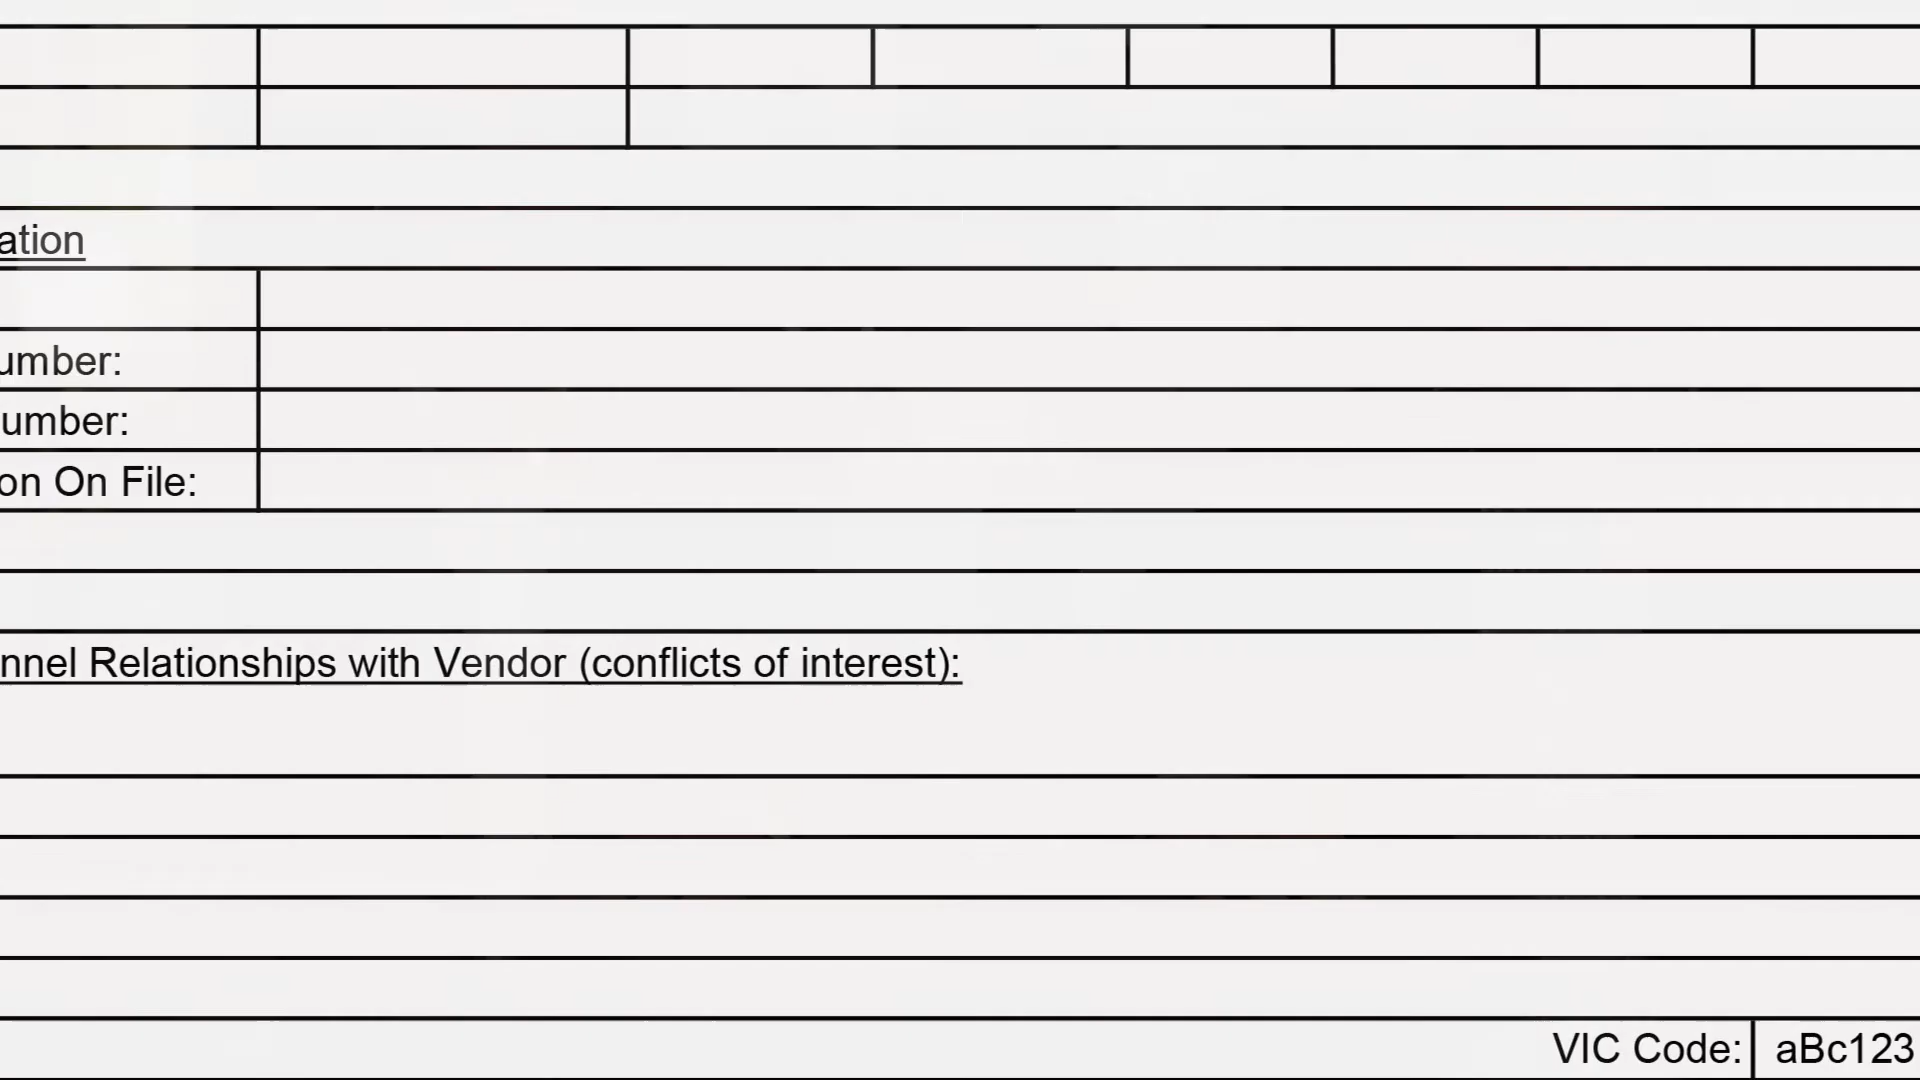 ation
umber:
umber:
on On File:
nnel Relationships with Vendor (conflicts of interest):
VIC Code: aBc123